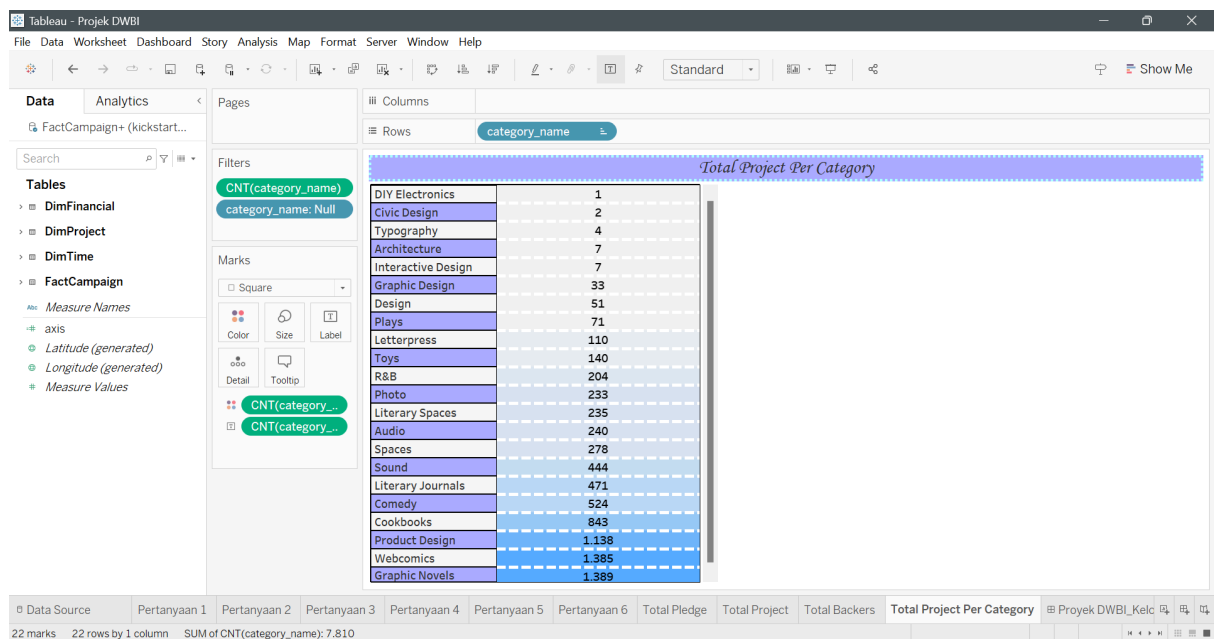 Tableau - Projek DWBI
File Data Worksheet Dashboard Story Analysis Map Format Server Window Help
Standard
Show Me
Data Analytics
FactCampaign+ (kickstart...
Search
Tables
DimFinancial
DimProject
DimTime
FactCampaign
Abc Measure Names
axis
Latitude (generated)
Longitude (generated)
Measure Values
Pages
Filters
CNT(category_name)
category_name: Null
Marks
Square
Color Size Label
Detail Tooltip
CNT(category_..
CNT(category_..
Columns
Rows category_name
Total Project Per Category
DIY Electronics 1
Civic Design 2
Typography 4
Architecture 7
Interactive Design 7
Graphic Design 33
Design 51
Plays 71
Letterpress 110
Toys 140
R&B 204
Photo 233
Literary Spaces 235
Audio 240
Spaces 278
Sound 444
Literary Journals 471
Comedy 524
Cookbooks 843
Product Design 1.138
Webcomics 1.385
Graphic Novels 1.389
Data Source Pertanyaan 1 Pertanyaan 2 Pertanyaan 3 Pertanyaan 4 Pertanyaan 5 Pertanyaan 6 Total Pledge Total Project Total Backers Total Project Per Category Proyek DWBI_Kelc
22 marks 22 rows by 1 column SUM of CNT(category_name): 7.810